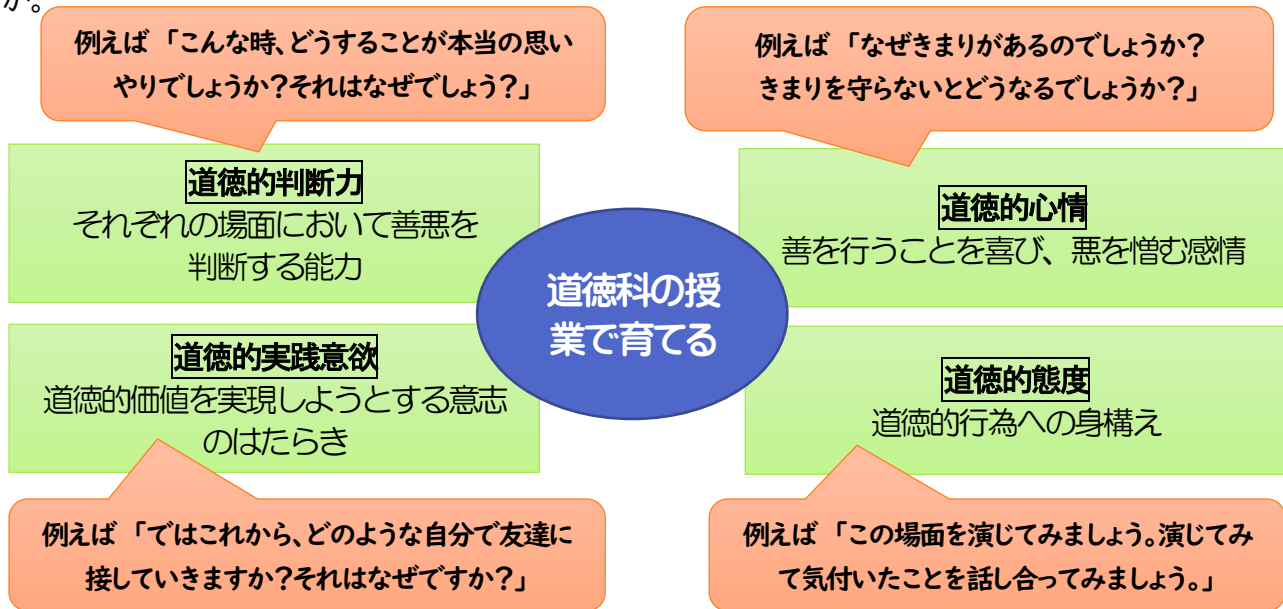 か。
例えば 「こんな時、どうすることが本当の思い
やりでしょうか?それはなぜでしょう?」
例えば 「なぜきまりがあるのでしょうか?
きまりを守らないとどうなるでしょうか?」
道徳的判断力
それぞれの場面において善悪を
判断する能力
道徳的心情
善を行うことを喜び、悪を憎む感情
道徳科の授
業で育てる
道徳的実践意欲
道徳的価値を実現しようとする意志
のはたらき
道徳的態度
道徳的行為への身構え
例えば 「ではこれから、どのような自分で友達に
接していきますか?それはなぜですか?」
例えば 「この場面を演じてみましょう。演じてみ
て気付いたことを話し合ってみましょう。」